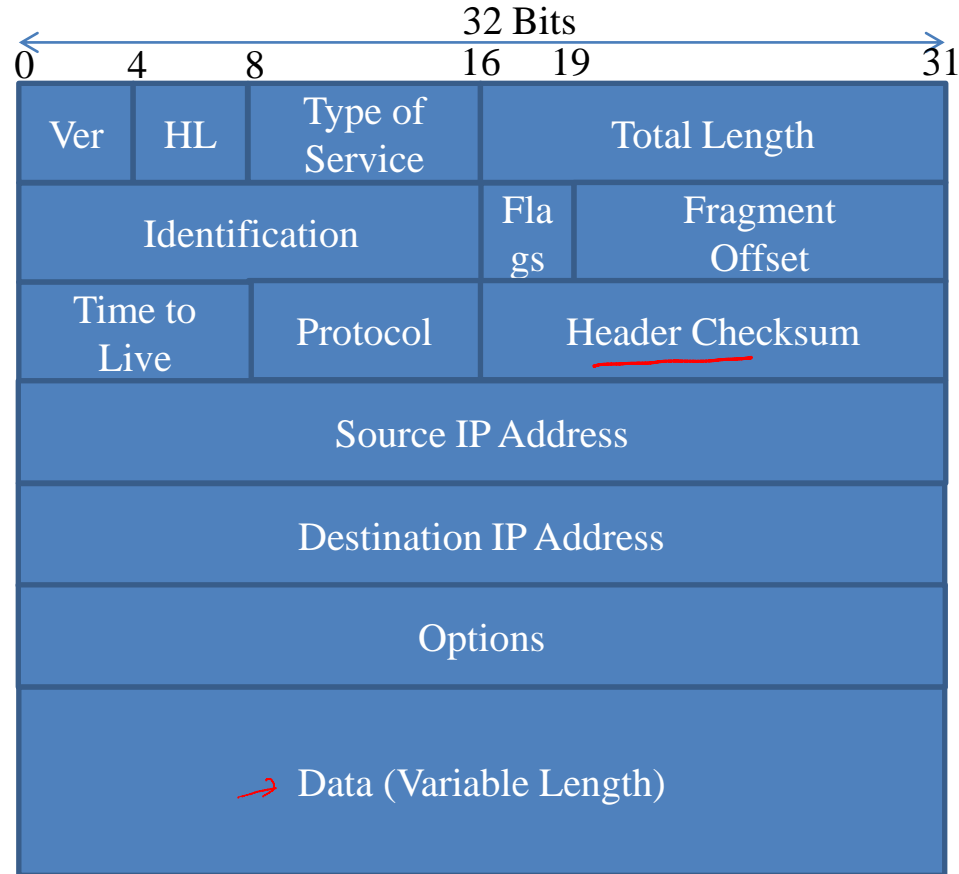 32 Bits
0 4 8 16 19 31
Ver HL Type of Service Total Length
Identification Fla gs Fragment Offset
Time to Live Protocol Header Checksum
Source IP Address
Destination IP Address
Options
Data (Variable Length)